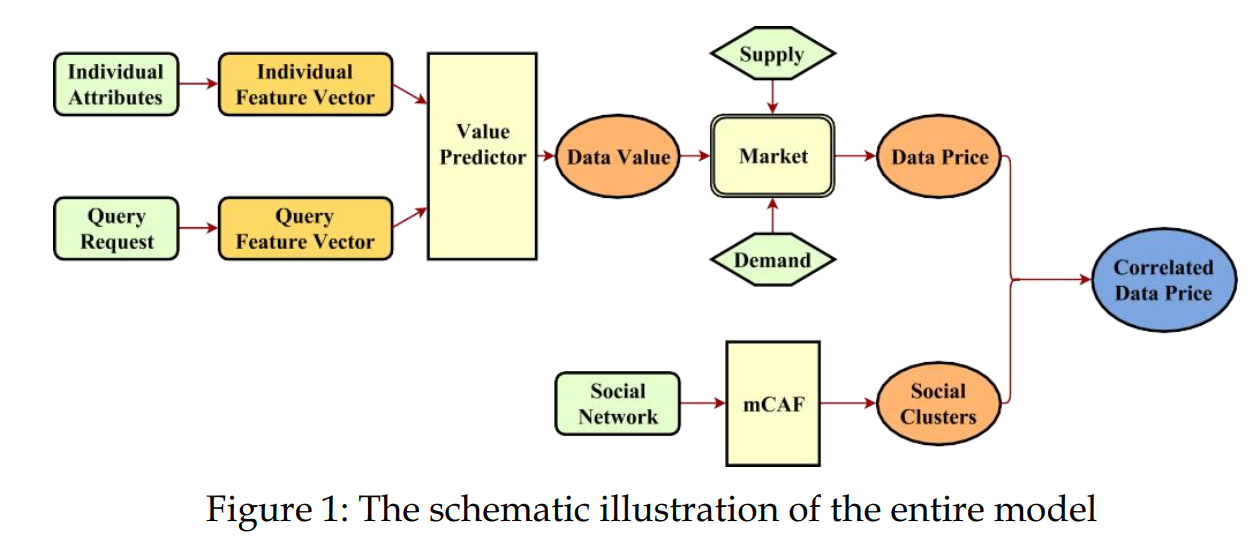 Individual
Attributes
Individual
Feature Vector
Value
Predictor
Query
Request
Query
Feature Vector
Data Value
Supply
Market
Demand
Data Price
Social
Network
mCAF
Social
Clusters
Correlated
Data Price
Figure 1: The schematic illustration of the entire model